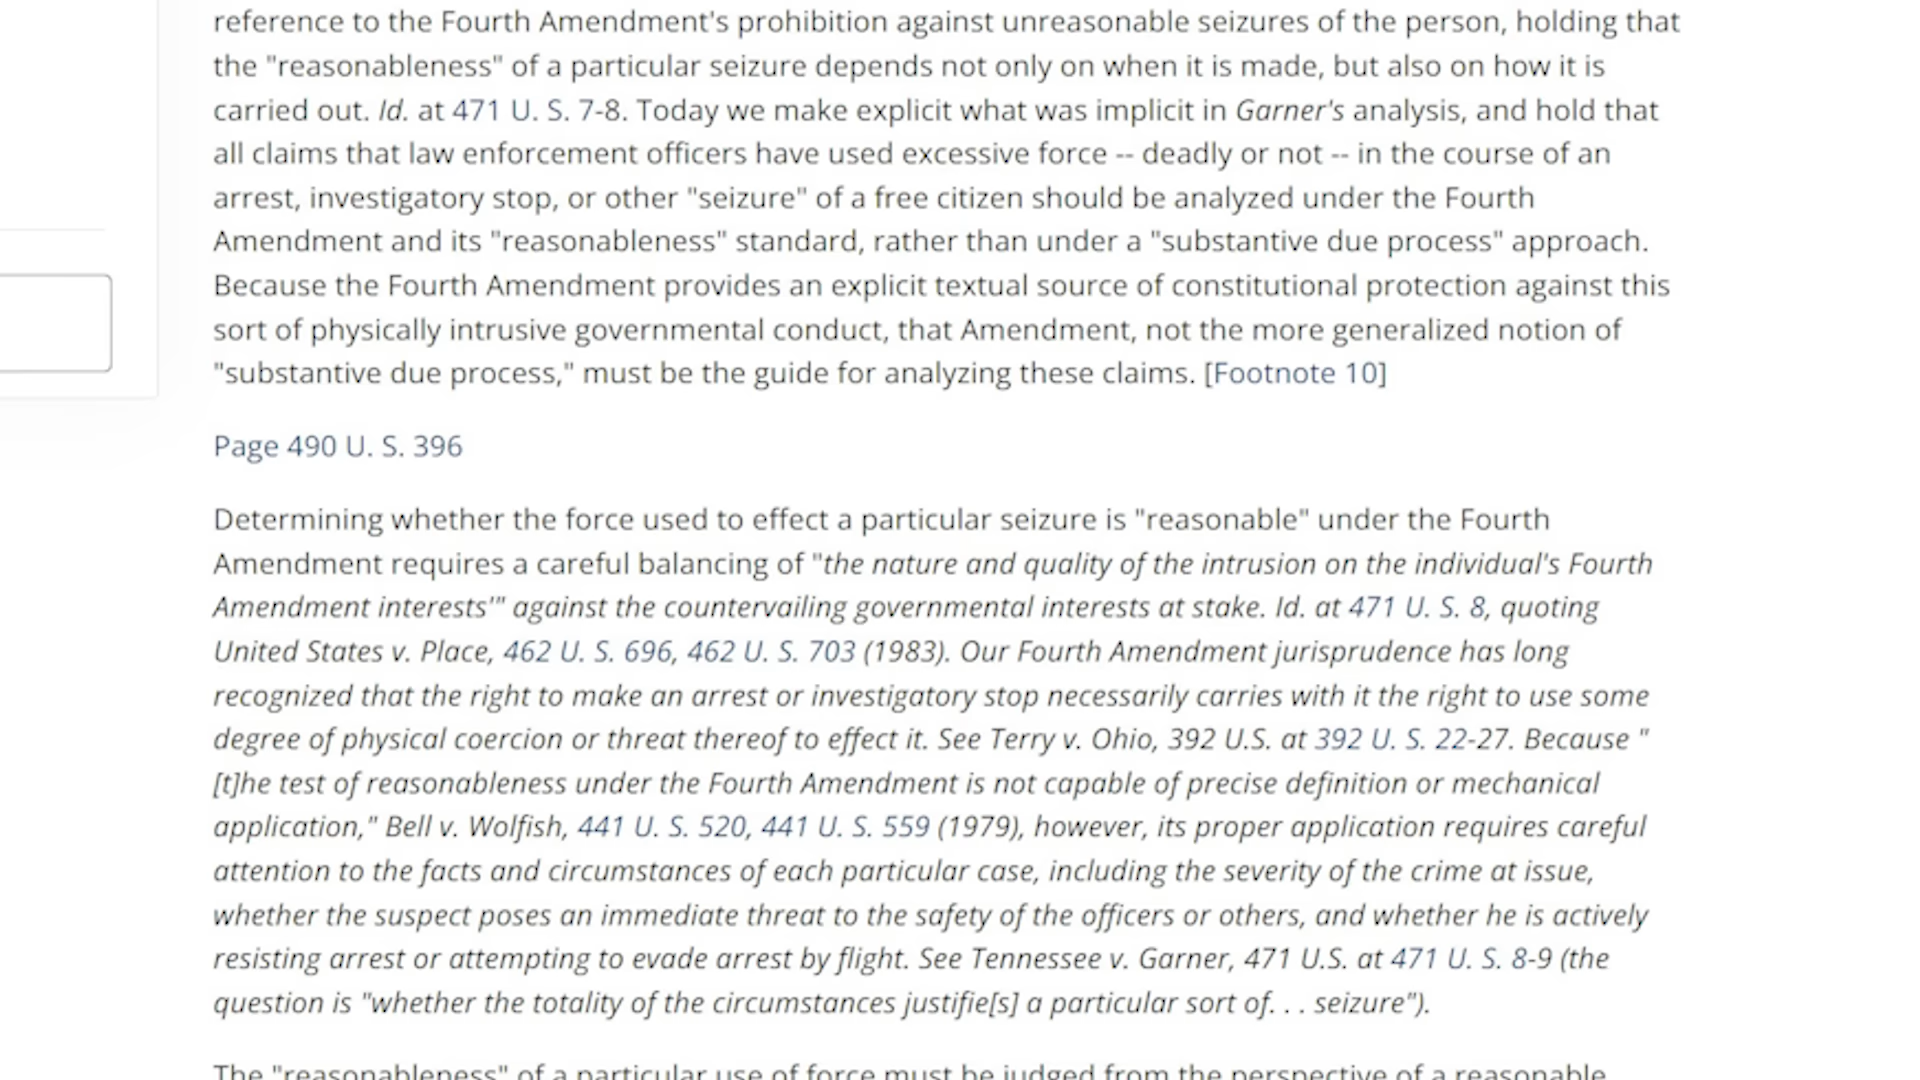 reference to the Fourth Amendment's prohibition against unreasonable seizures of the person, holding that
the "reasonableness" of a particular seizure depends not only on when it is made, but also on how it is
carried out. Id. at 471 U. S. 7-8. Today we make explicit what was implicit in Garner's analysis, and hold that
all claims that law enforcement officers have used excessive force -- deadly or not -- in the course of an
arrest, investigatory stop, or other "seizure" of a free citizen should be analyzed under the Fourth
Amendment and its "reasonableness" standard, rather than under a "substantive due process" approach.
Because the Fourth Amendment provides an explicit textual source of constitutional protection against this
sort of physically intrusive governmental conduct, that Amendment, not the more generalized notion of
"substantive due process," must be the guide for analyzing these claims. [Footnote 10]
Page 490 U. S. 396
Determining whether the force used to effect a particular seizure is "reasonable" under the Fourth
Amendment requires a careful balancing of "the nature and quality of the intrusion on the individual's Fourth
Amendment interests'" against the countervailing governmental interests at stake. Id. at 471 U. S. 8, quoting
United States v. Place, 462 U. S. 696, 462 U. S. 703 (1983). Our Fourth Amendment jurisprudence has long
recognized that the right to make an arrest or investigatory stop necessarily carries with it the right to use some
degree of physical coercion or threat thereof to effect it. See Terry v. Ohio, 392 U.S. at 392 U. S. 22-27. Because "
[t]he test of reasonableness under the Fourth Amendment is not capable of precise definition or mechanical
application," Bell v. Wolfish, 441 U. S. 520, 441 U. S. 559 (1979), however, its proper application requires careful
attention to the facts and circumstances of each particular case, including the severity of the crime at issue,
whether the suspect poses an immediate threat to the safety of the officers or others, and whether he is actively
resisting arrest or attempting to evade arrest by flight. See Tennessee v. Garner, 471 U.S. at 471 U. S. 8-9 (the
question is "whether the totality of the circumstances justifie[s] a particular sort of. . . seizure").
The "reasonableness" of a particular use of force must be judged from the perspective of a reasonable